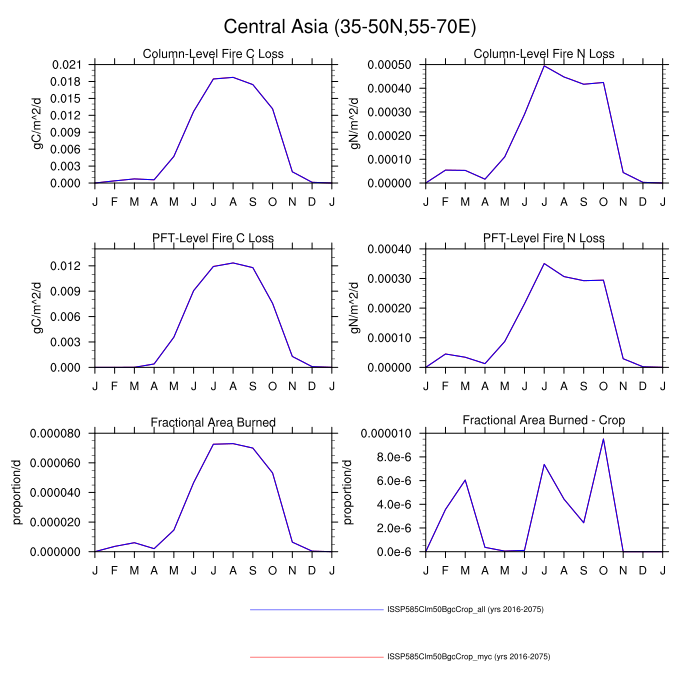 Central Asia (35-50N,55-70E)
Column-Level Fire C Loss
gC/m^2/d
0.021
0.018
0.015
0.012
0.009
0.006
0.003
0.000
J F M A M J J A S O N D J
Column-Level Fire N Loss
gN/m^2/d
0.00050
0.00040
0.00030
0.00020
0.00010
0.00000
J F M A M J J A S O N D J
PFT-Level Fire C Loss
gC/m^2/d
0.012
0.009
0.006
0.003
0.000
J F M A M J J A S O N D J
PFT-Level Fire N Loss
gN/m^2/d
0.00040
0.00030
0.00020
0.00010
0.00000
J F M A M J J A S O N D J
Fractional Area Burned
proportion/d
0.000080
0.000060
0.000040
0.000020
0.000000
J F M A M J J A S O N D J
Fractional Area Burned - Crop
proportion/d
0.000010
8.0e-6
6.0e-6
4.0e-6
2.0e-6
0.0e-6
J F M A M J J A S O N D J
ISSP585Clm50BgcCrop_all (yrs 2016-2075)
ISSP585Clm50BgcCrop_myc (yrs 2016-2075)